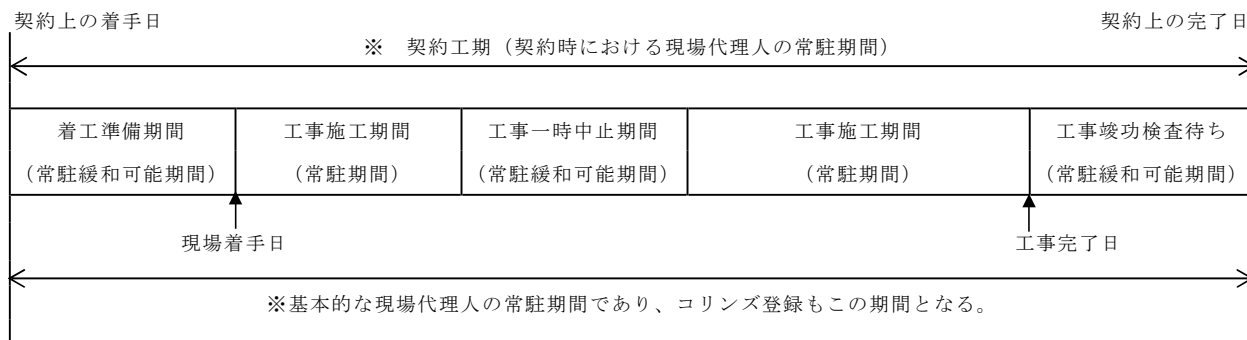 契約上の着手日
契約上の完了日
※　契約工期（契約時における現場代理人の常駐期間）
着工準備期間
（常駐緩和可能期間）
工事施工期間
（常駐期間）
工事一時中止期間
（常駐緩和可能期間）
工事施工期間
（常駐期間）
工事竣功検査待ち
（常駐緩和可能期間）
現場着手日
工事完了日
※基本的な現場代理人の常駐期間であり、コリンズ登録もこの期間となる。